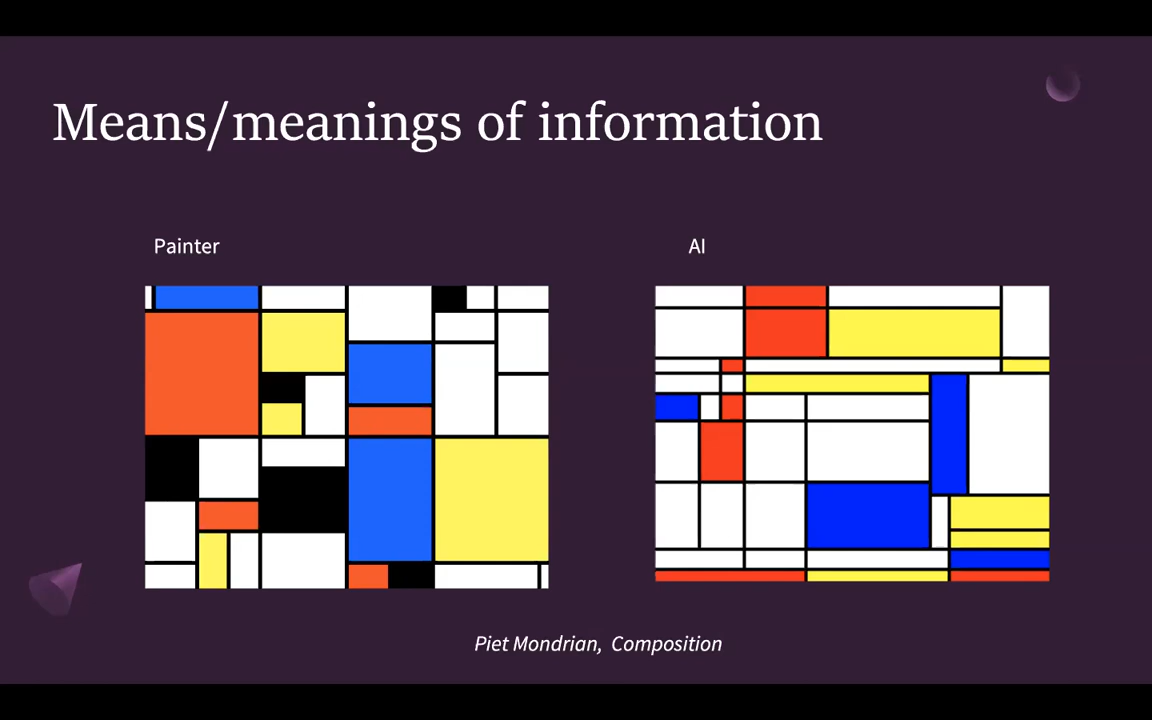 Means/meanings of information
Painter
AI
Piet Mondrian, Composition